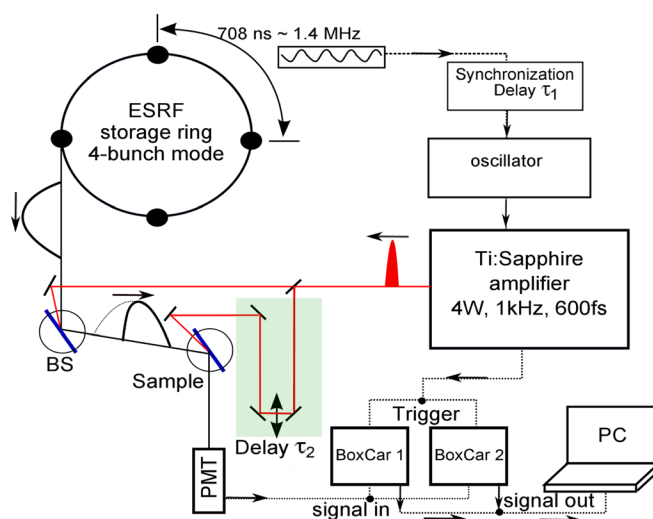 708 ns ~ 1.4 MHz
ESRF
storage ring
4-bunch mode
Synchronization
Delay τ1
oscillator
Ti:Sapphire
amplifier
4W, 1kHz, 600fs
BS
Sample
Delay τ2
Trigger
BoxCar 1
BoxCar 2
PC
PMT
signal in
signal out